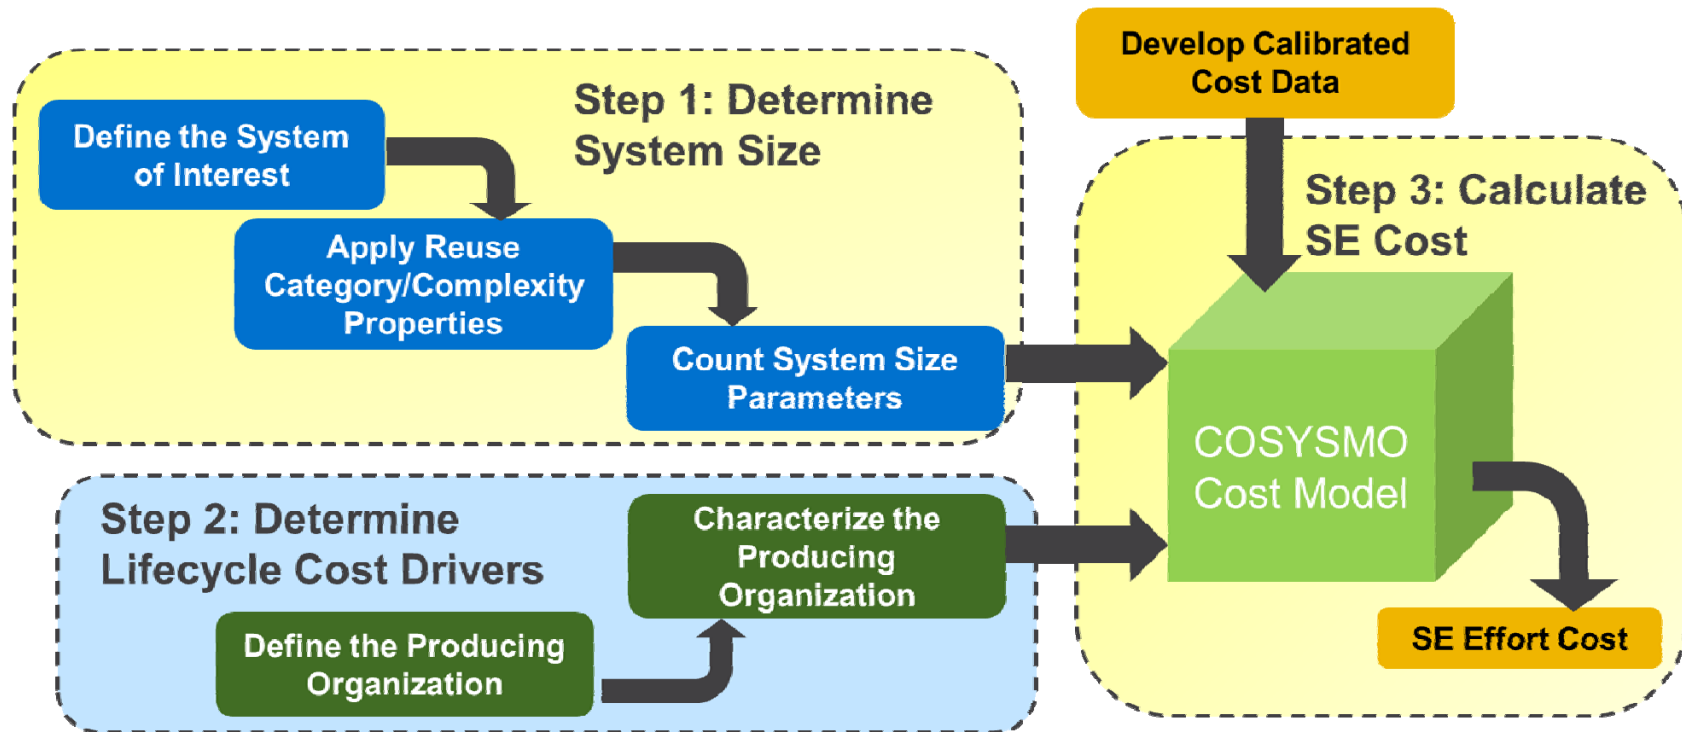 Step 1: Determine
System Size
Define the System
of Interest
Apply Reuse
Category/Complexity
Properties
Count System Size
Parameters
Step 2: Determine
Lifecycle Cost Drivers
Define the Producing
Organization
Characterize the
Producing
Organization
Develop Calibrated
Cost Data
Step 3: Calculate
SE Cost
COSYSMO
Cost Model
SE Effort Cost